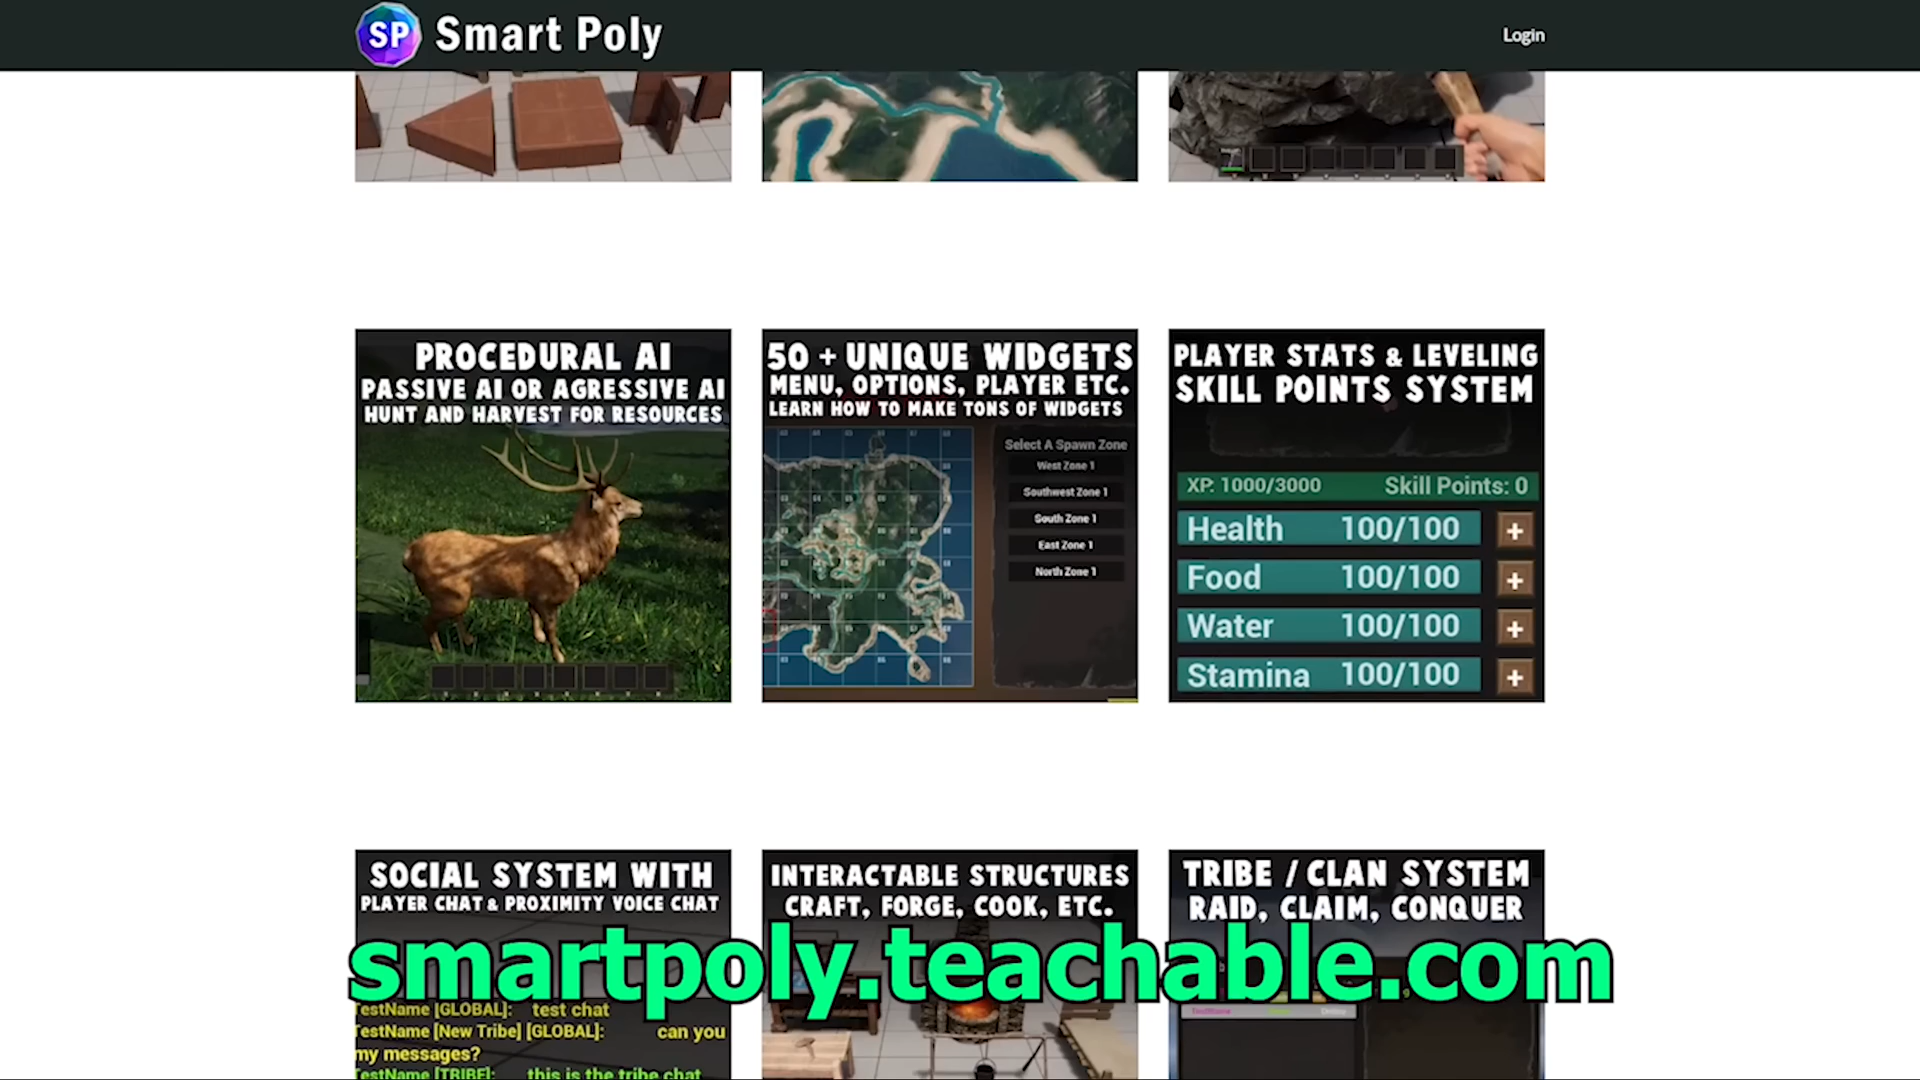 SP Smart Poly
Login
PROCEDURAL AI
PASSIVE AI OR AGRESSIVE AI
HUNT AND HARVEST FOR RESOURCES
50 + UNIQUE WIDGETS
MENU, OPTIONS, PLAYER ETC.
LEARN HOW TO MAKE TONS OF WIDGETS
Select A Spawn Zone
West Zone 1
Southwest Zone 1
South Zone 1
East Zone 1
North Zone 1
PLAYER STATS & LEVELING
SKILL POINTS SYSTEM
XP: 1000/3000 Skill Points: 0
Health 100/100 +
Food 100/100 +
Water 100/100 +
Stamina 100/100 +
SOCIAL SYSTEM WITH
PLAYER CHAT & PROXIMITY VOICE CHAT
INTERACTABLE STRUCTURES
CRAFT, FORGE, COOK, ETC.
TRIBE / CLAN SYSTEM
RAID, CLAIM, CONQUER
smartpoly.teachable.com
TestName [GLOBAL]: test chat
TestName [New Tribe] [GLOBAL]: can you
my messages?
TestName [TRIBE]: this is the tribe chat